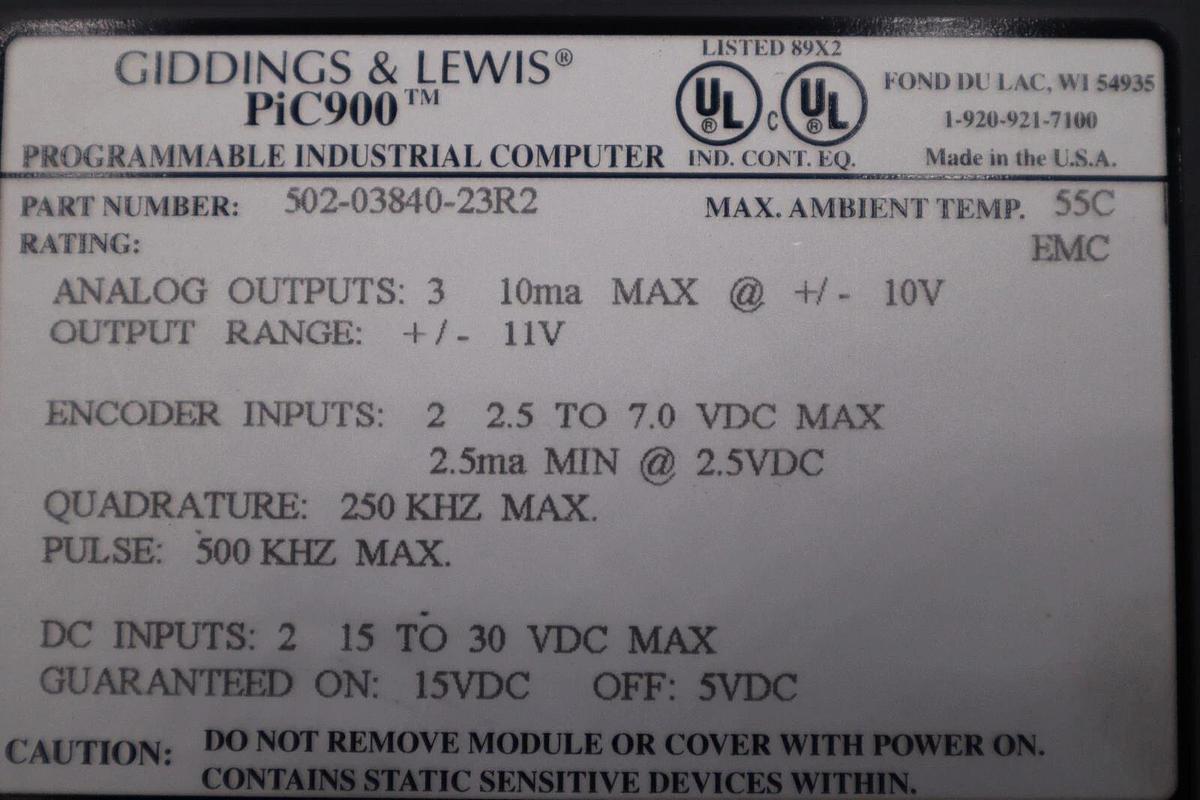 LISTED 89X2
GIDDINGS & LEWIS®
PiC900™
UL ® C UL ®
FOND DU LAC, WI 54935
1-920-921-7100
PROGRAMMABLE INDUSTRIAL COMPUTER IND. CONT. EQ. Made in the U.S.A.
PART NUMBER: 502-03840-23R2 MAX. AMBIENT TEMP. 55C
RATING: EMC
ANALOG OUTPUTS: 3 10ma MAX @ +/- 10V
OUTPUT RANGE: +/- 11V
ENCODER INPUTS: 2 2.5 TO 7.0 VDC MAX
2.5ma MIN @ 2.5VDC
QUADRATURE: 250 KHZ MAX.
PULSE: 500 KHZ MAX.
DC INPUTS: 2 15 TO 30 VDC MAX
GUARANTEED ON: 15VDC OFF: 5VDC
CAUTION: DO NOT REMOVE MODULE OR COVER WITH POWER ON.
CONTAINS STATIC SENSITIVE DEVICES WITHIN.